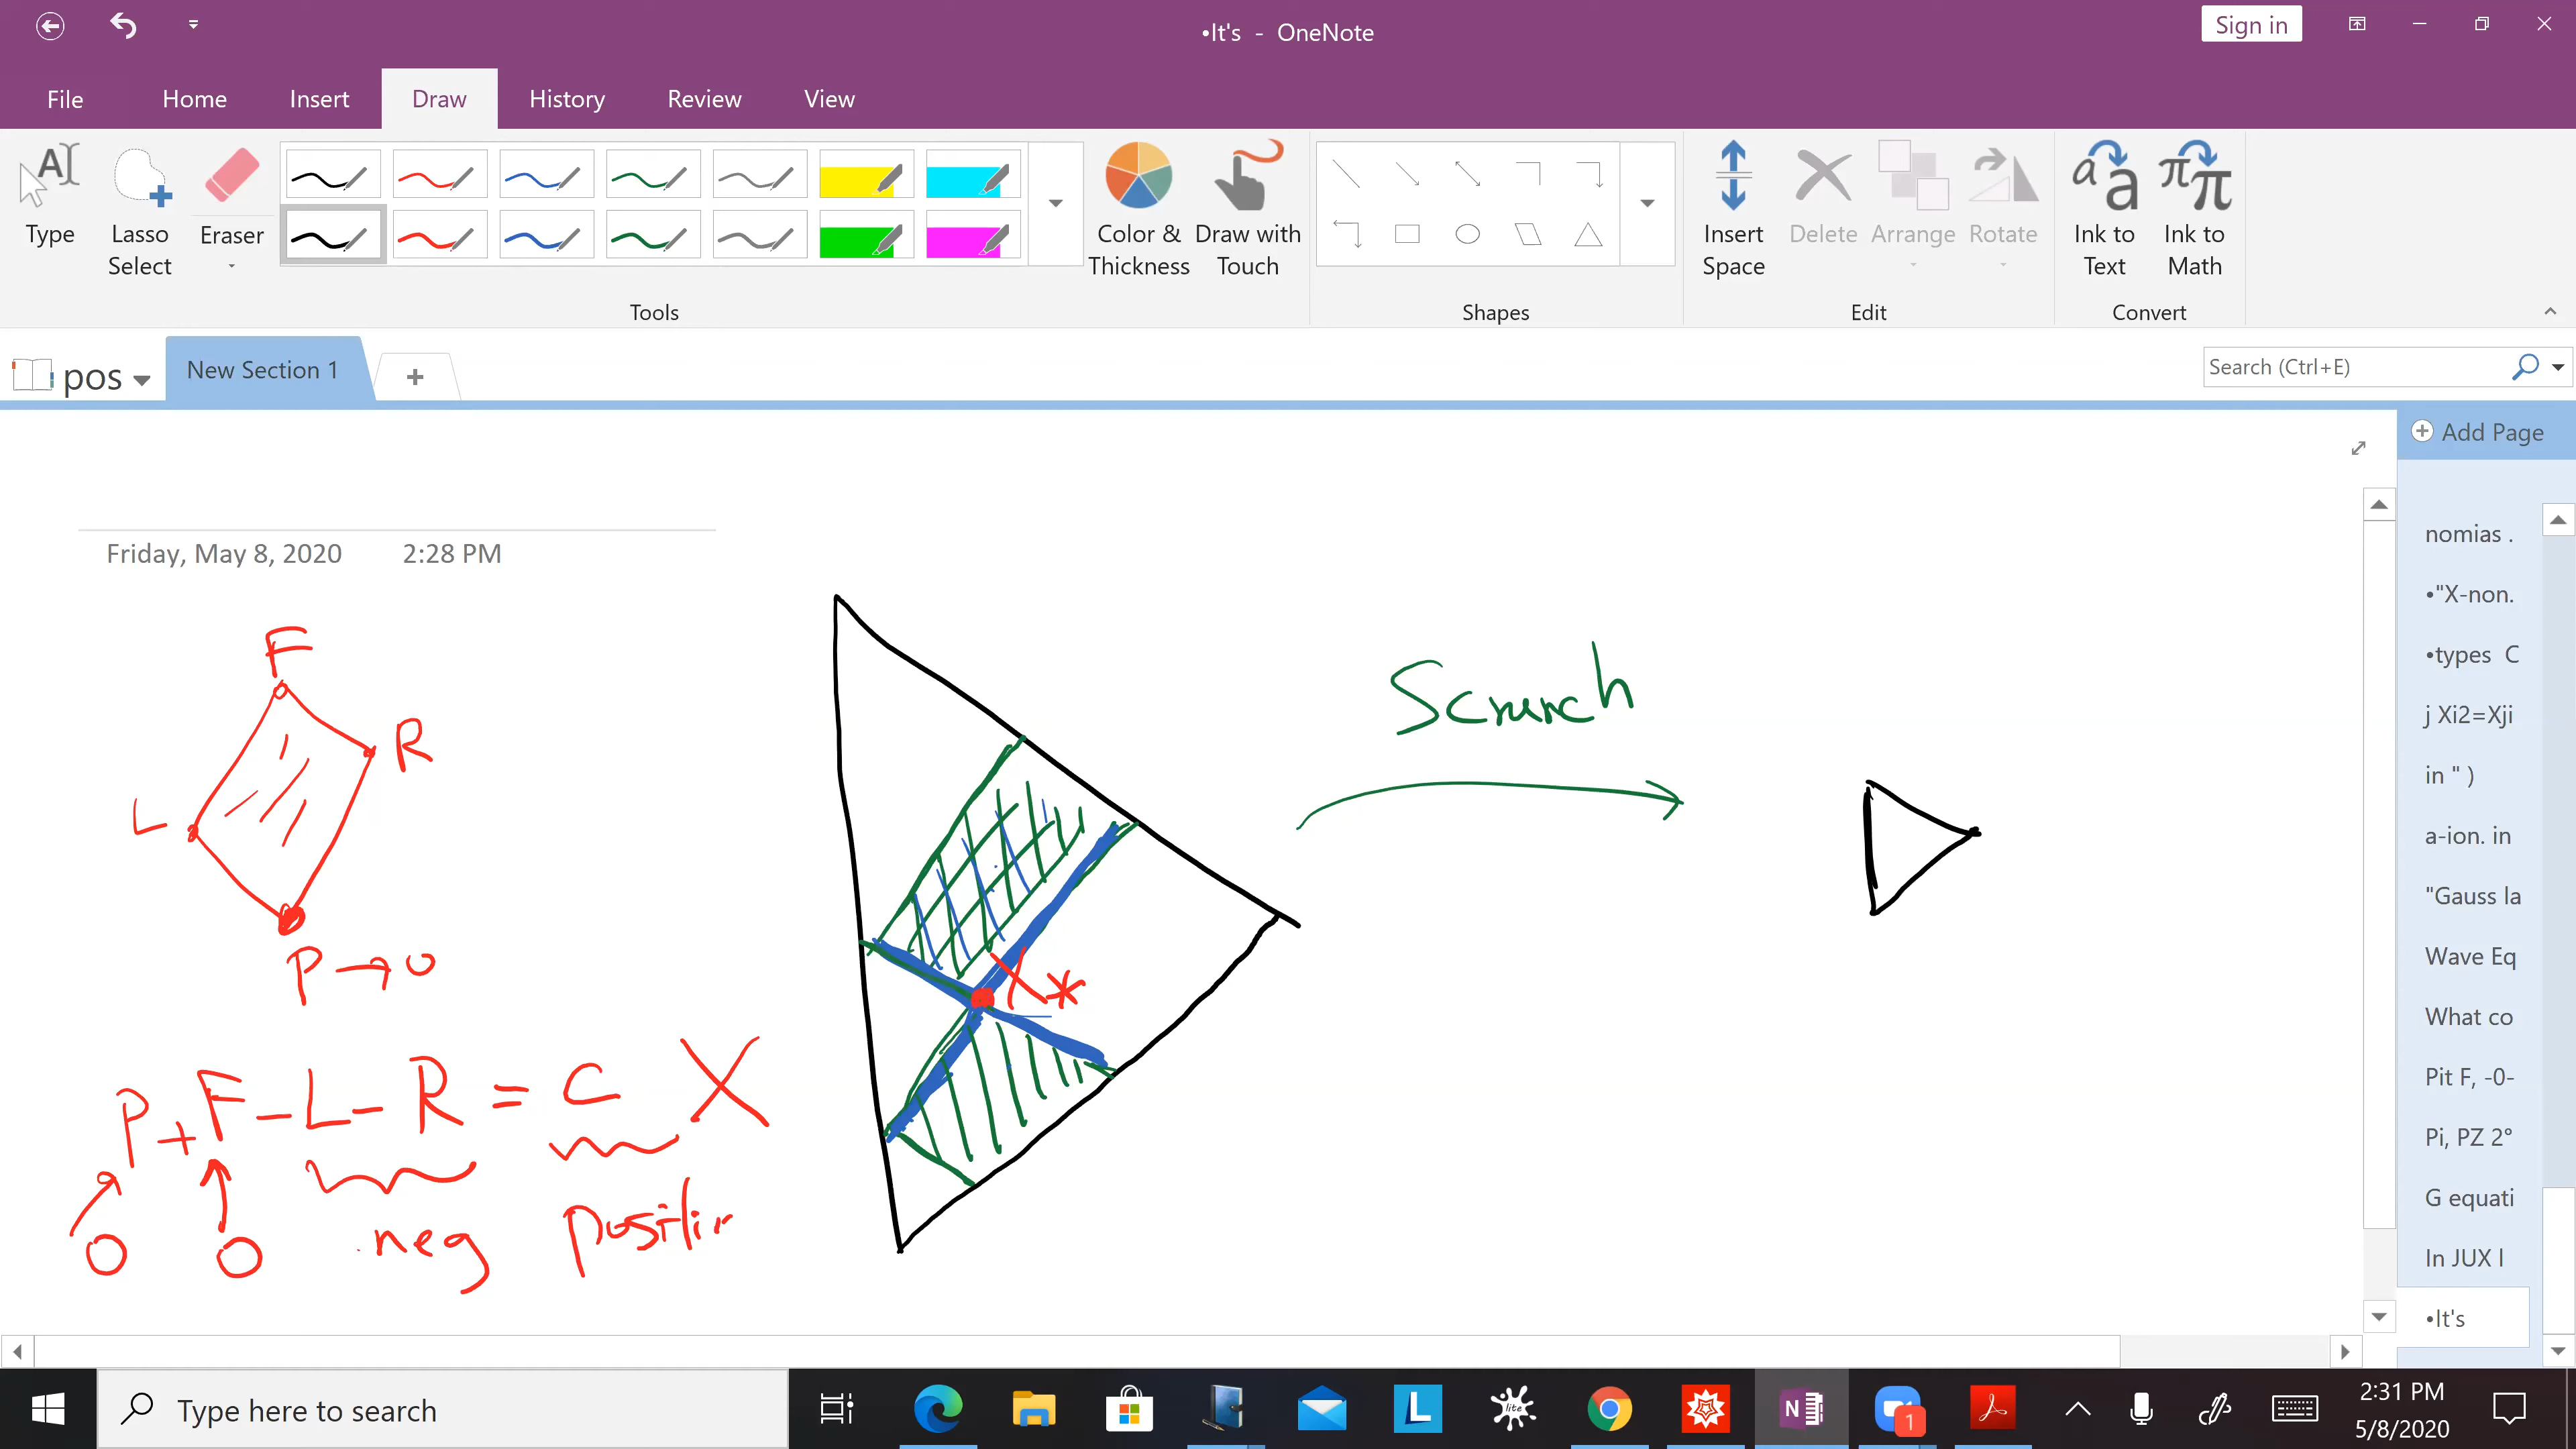 •It's - OneNote
Sign in
File Home Insert Draw History Review View
Type
Lasso Select
Eraser
Color & Thickness
Draw with Touch
Insert Space
Delete
Arrange
Rotate
Ink to Text
Ink to Math
Tools
Shapes
Edit
Convert
pos
New Section 1
+
Search (Ctrl+E)
Add Page
nomias .
•"X-non.
•types C
j Xi2=Xji
in " )
a-ion. in
"Gauss la
Wave Eq
What co
Pit F, -0-
Pi, PZ 2°
G equati
In JUX l
•It's
Friday, May 8, 2020 2:28 PM
F
R
L
P → 0
P + F - L - R = C X
0 0 neg
X*
Scrunch
Type here to search
L
lite
N
1
2:31 PM
5/8/2020